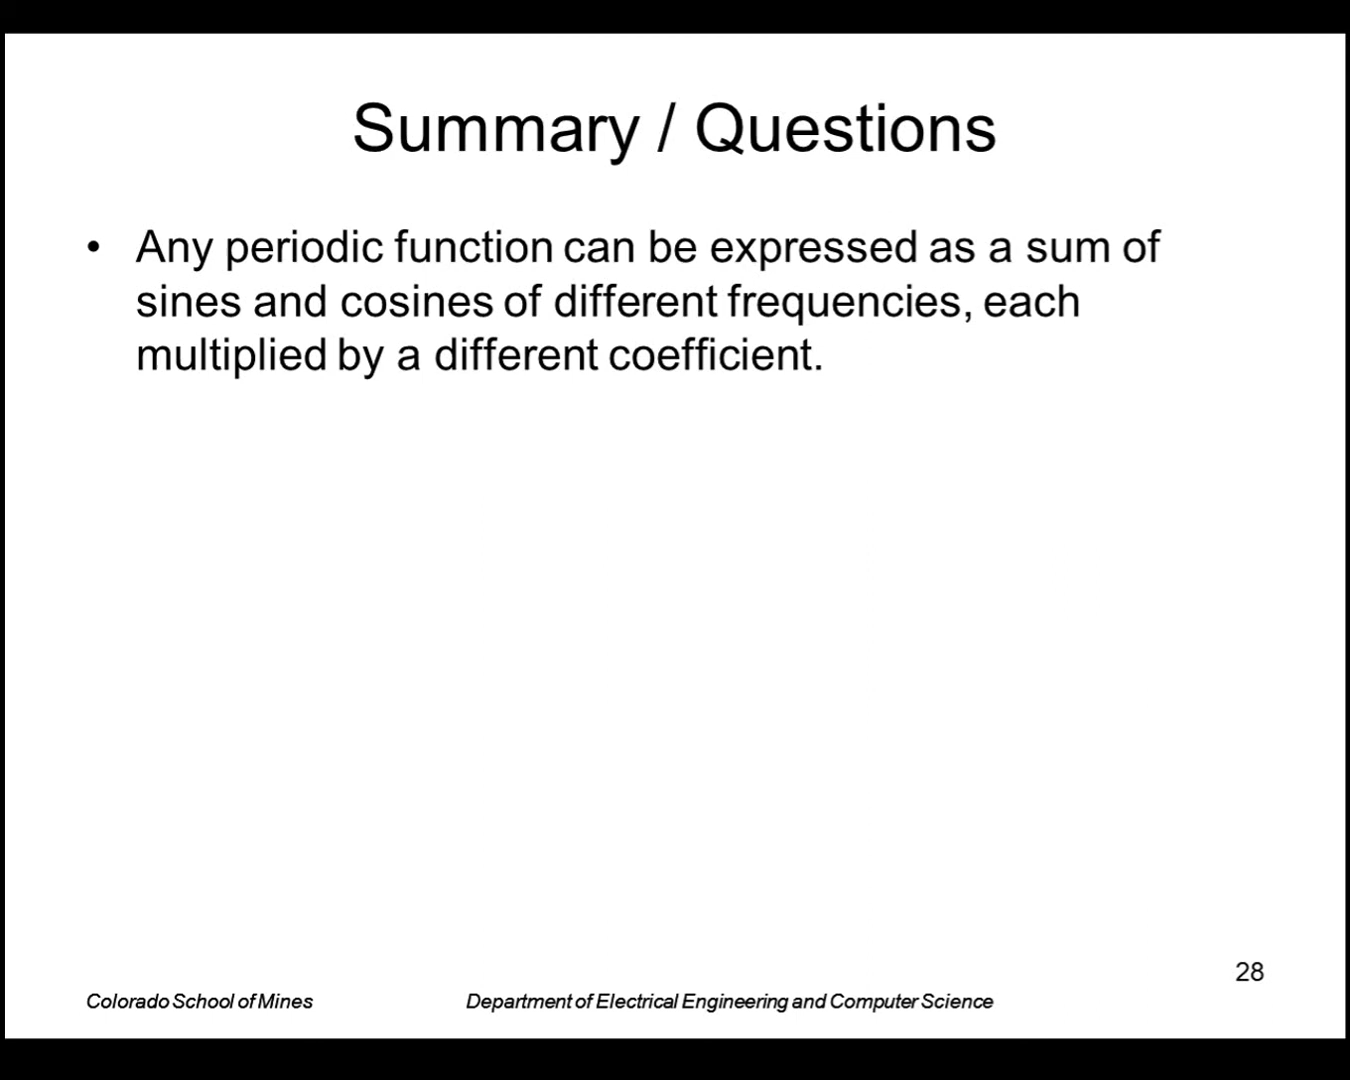 Summary / Questions
• Any periodic function can be expressed as a sum of
sines and cosines of different frequencies, each
multiplied by a different coefficient.
28
Colorado School of Mines
Department of Electrical Engineering and Computer Science